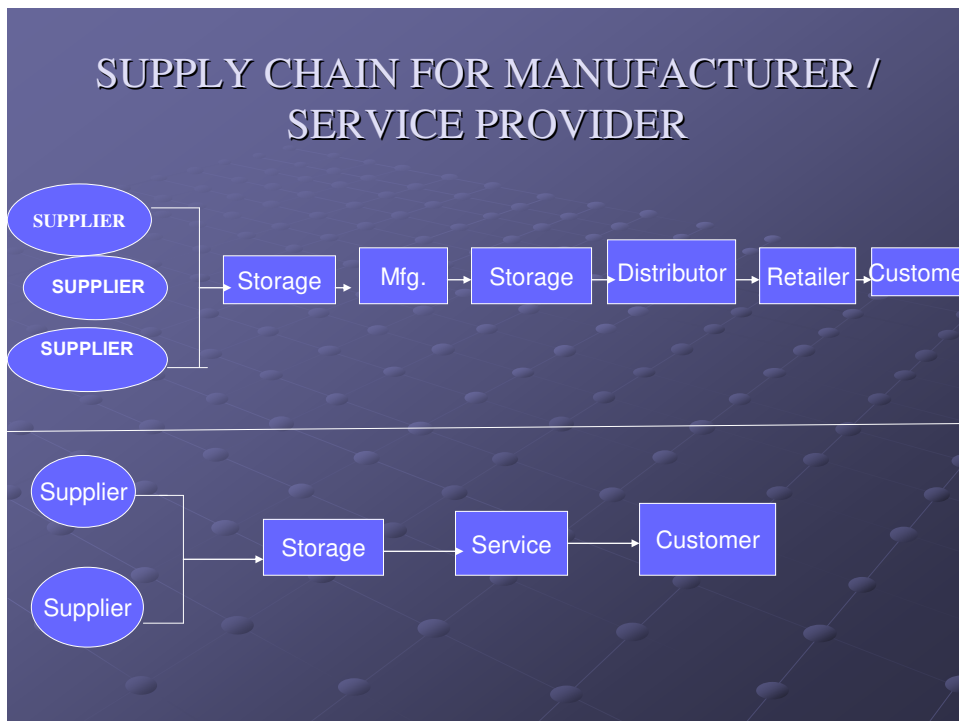 SUPPLY CHAIN FOR MANUFACTURER /
SERVICE PROVIDER
SUPPLIER
SUPPLIER
SUPPLIER
Storage
Mfg.
Storage
Distributor
Retailer
Custome
Supplier
Supplier
Storage
Service
Customer